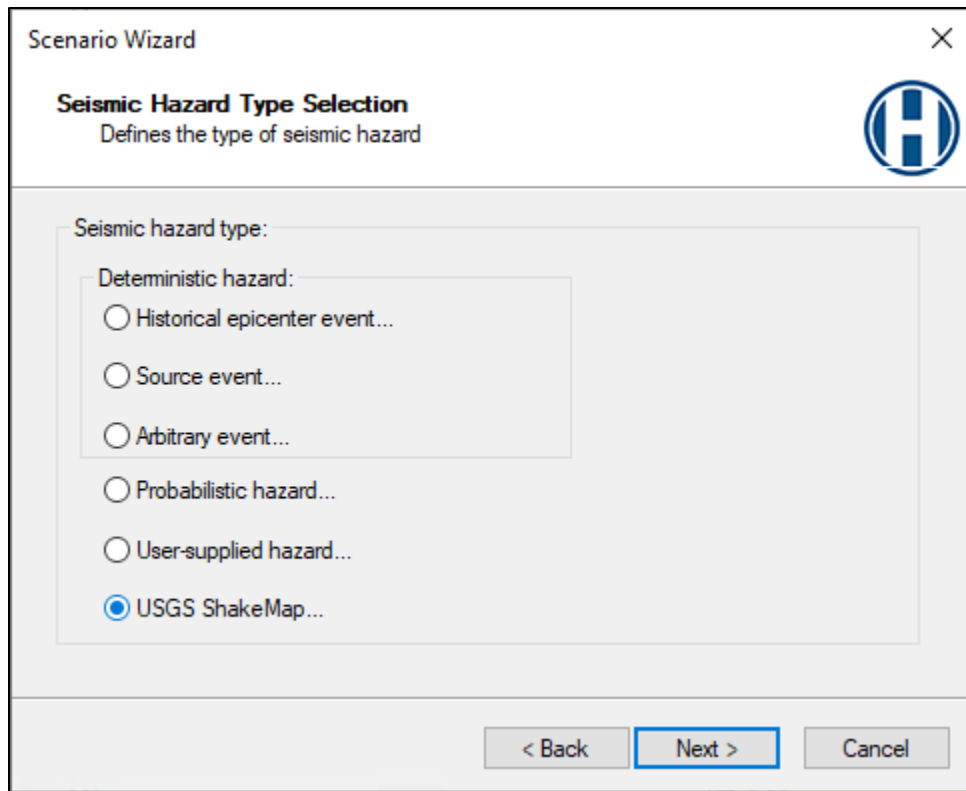 Scenario Wizard
Seismic Hazard Type Selection
Defines the type of seismic hazard
Seismic hazard type:
Deterministic hazard:
Historical epicenter event...
Source event...
Arbitrary event...
Probabilistic hazard...
User-supplied hazard...
USGS ShakeMap...
< Back Next > Cancel